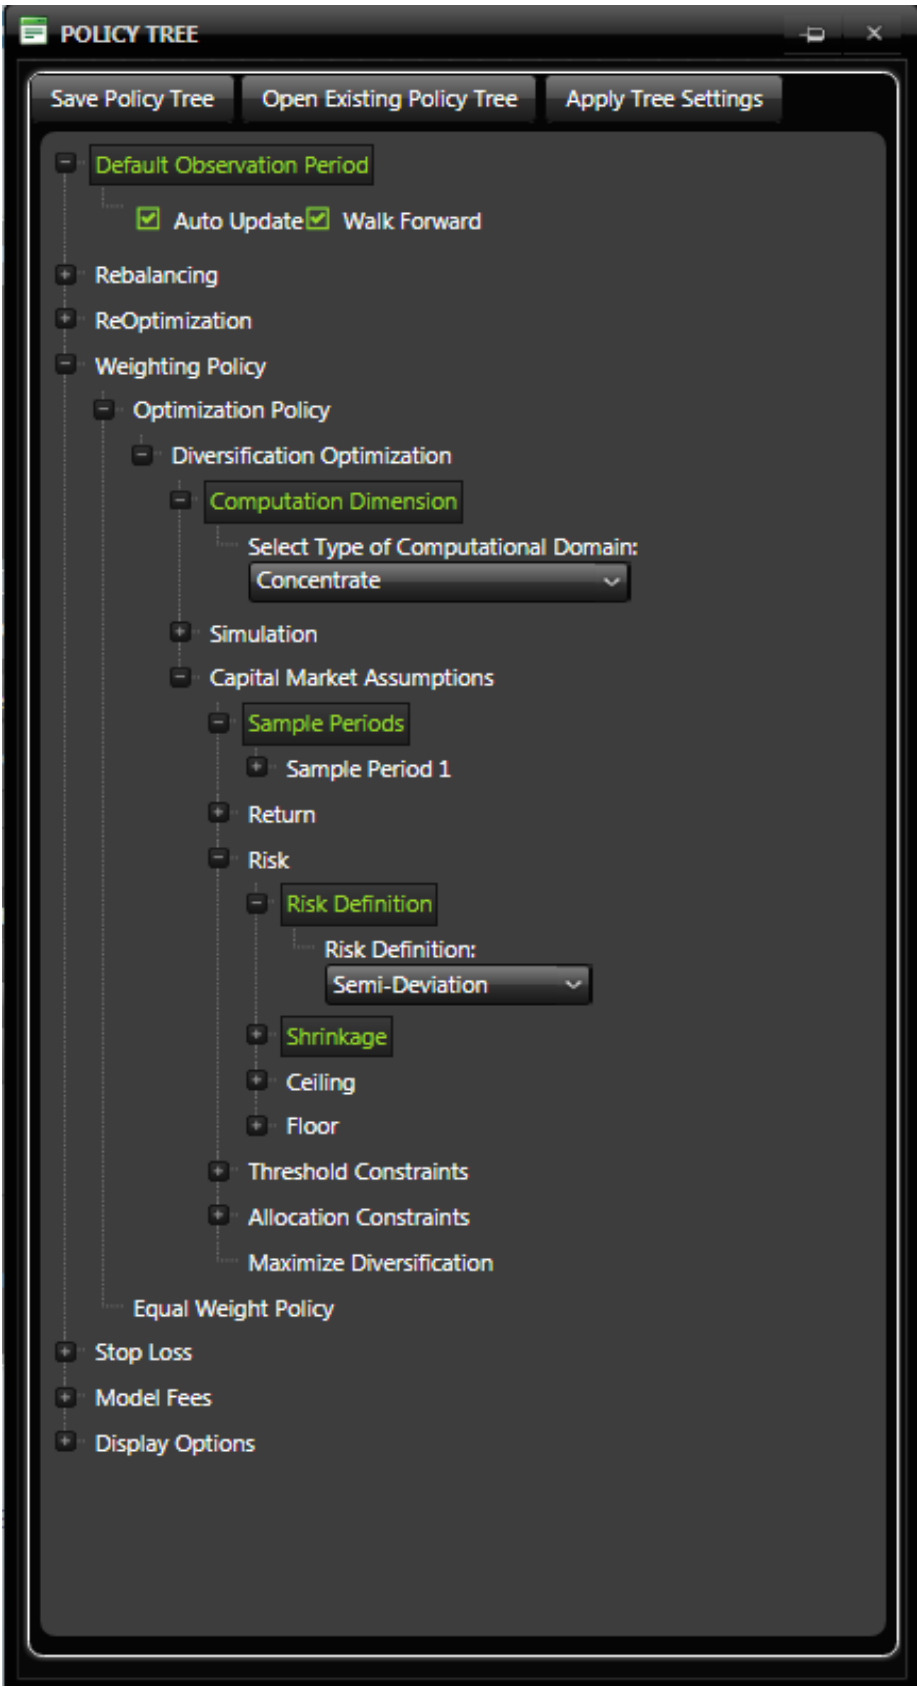 POLICY TREE
Save Policy Tree Open Existing Policy Tree Apply Tree Settings
Default Observation Period
Auto Update Walk Forward
Rebalancing
ReOptimization
Weighting Policy
Optimization Policy
Diversification Optimization
Computation Dimension
Select Type of Computational Domain:
Concentrate
Simulation
Capital Market Assumptions
Sample Periods
Sample Period 1
Return
Risk
Risk Definition
Risk Definition:
Semi-Deviation
Shrinkage
Ceiling
Floor
Threshold Constraints
Allocation Constraints
Maximize Diversification
Equal Weight Policy
Stop Loss
Model Fees
Display Options